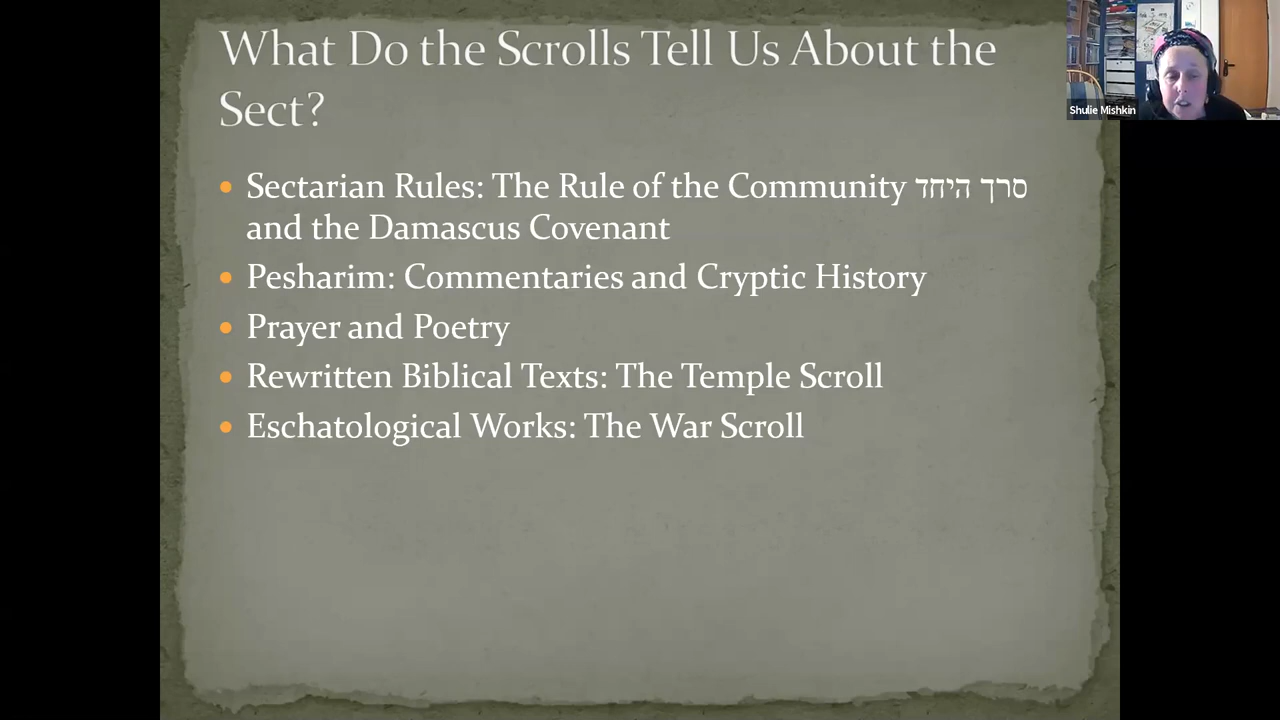 What Do the Scrolls Tell Us About the
Sect?
Shulie Mishkin
Sectarian Rules: The Rule of the Community סרך היחד
and the Damascus Covenant
Pesharim: Commentaries and Cryptic History
Prayer and Poetry
Rewritten Biblical Texts: The Temple Scroll
Eschatological Works: The War Scroll